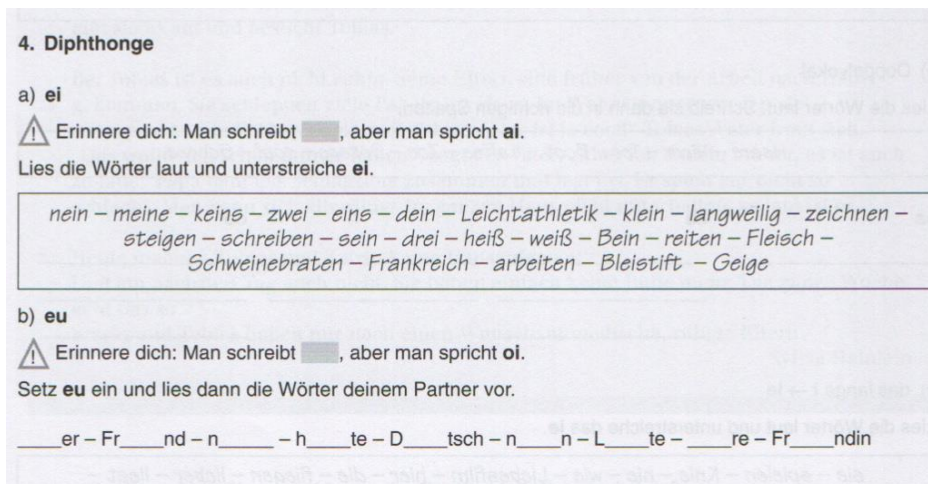 4. Diphthonge
a) ei
Erinnere dich: Man schreibt , aber man spricht ai.
Lies die Wörter laut und unterstreiche ei.
nein – meine – keins – zwei – eins – dein – Leichtathletik – klein – langweilig – zeichnen –
steigen – schreiben – sein – drei – heiß – weiß – Bein – reiten – Fleisch –
Schweinebraten – Frankreich – arbeiten – Bleistift – Geige
b) eu
Erinnere dich: Man schreibt , aber man spricht oi.
Setz eu ein und lies dann die Wörter deinem Partner vor.
____er – Fr____nd – n____ – h____te – D____tsch – n____n – L____te – ____re – Fr____ndin